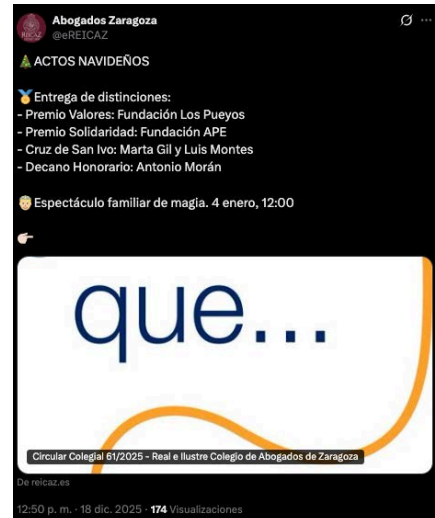 Abogados Zaragoza
@eREICAZ
🎄ACTOS NAVIDEÑOS
🏅Entrega de distinciones:
- Premio Valores: Fundación Los Pueyos
- Premio Solidaridad: Fundación APE
- Cruz de San Ivo: Marta Gil y Luis Montes
- Decano Honorario: Antonio Morán
Espectáculo familiar de magia. 4 enero, 12:00
👉🏻
que...
Circular Colegial 61/2025 - Real e Ilustre Colegio de Abogados de Zaragoza
De reicaz.es
12:50 p. m. · 18 dic. 2025 · 174 Visualizaciones